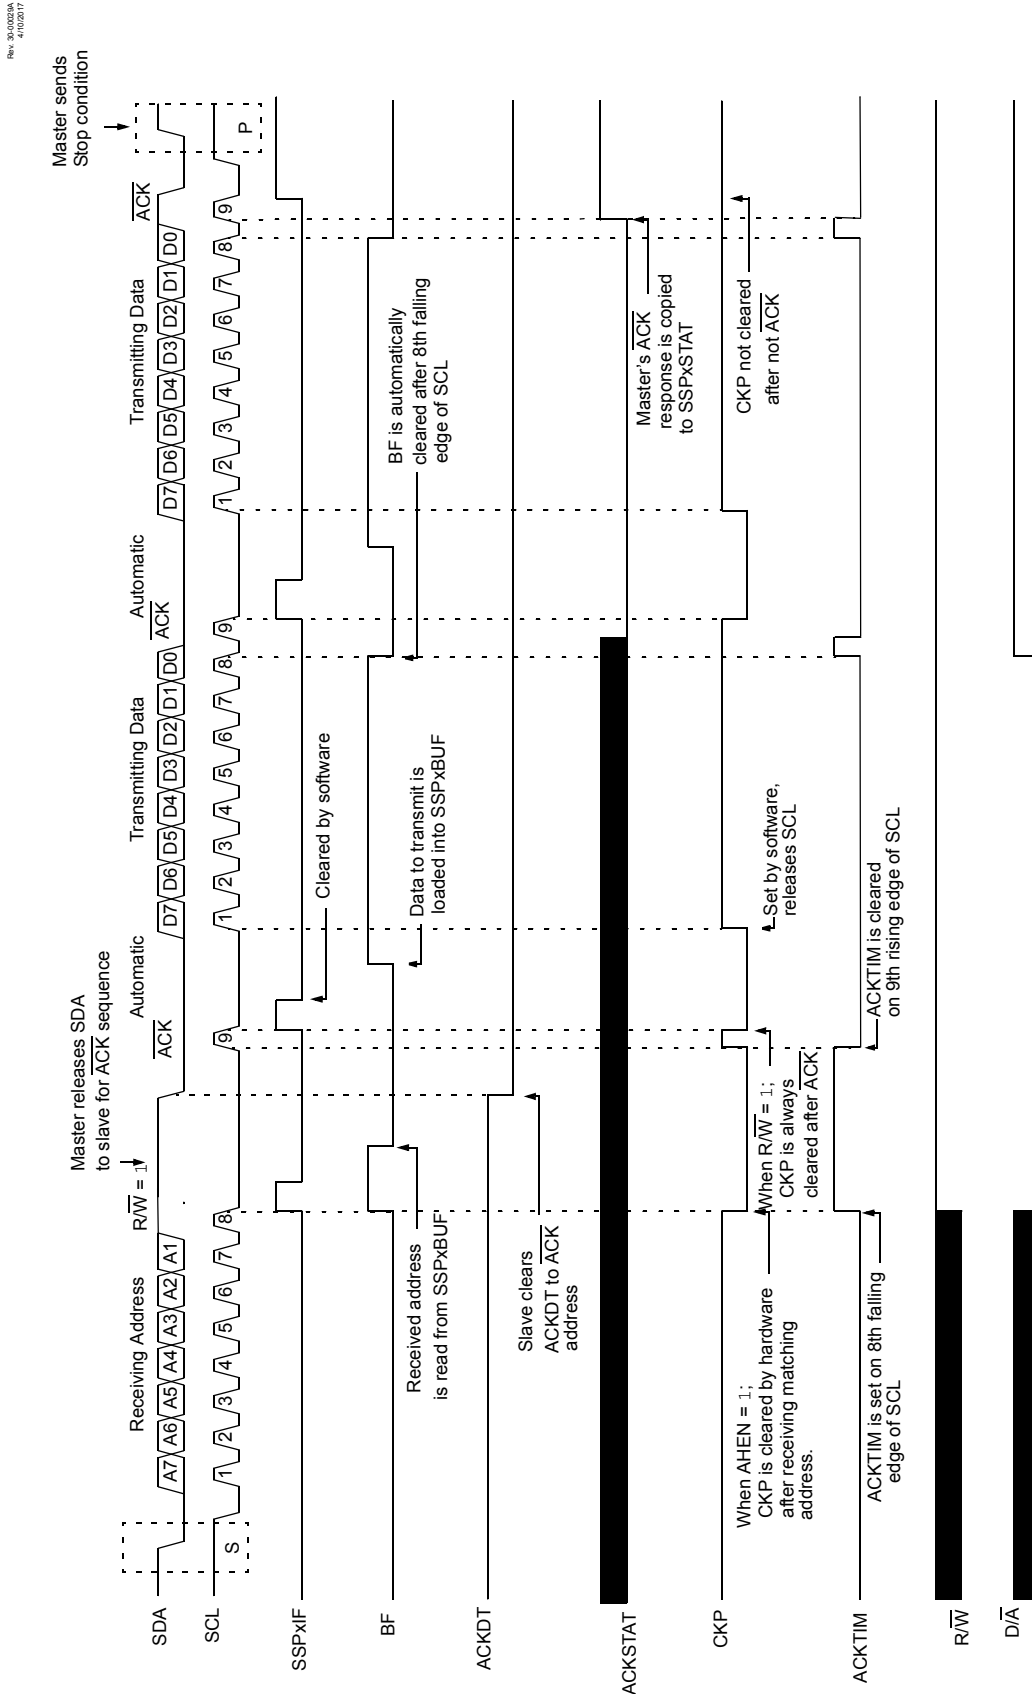 Rev. 30-000029A
4/10/2017
Master releases SDA
to slave for ACK sequence
Master sends
Stop condition
Receiving Address
R/W = 1
Automatic
ACK
Transmitting Data
Automatic
ACK
Transmitting Data
ACK
SDA
A7 A6 A5 A4 A3 A2 A1
D7 D6 D5 D4 D3 D2 D1 D0
D7 D6 D5 D4 D3 D2 D1 D0
SCL
S
1 2 3 4 5 6 7 8 9
1 2 3 4 5 6 7 8 9
1 2 3 4 5 6 7 8 9
P
SSPxIF
Cleared by software
BF
Received address
is read from SSPxBUF
Data to transmit is
loaded into SSPxBUF
BF is automatically
cleared after 8th falling
edge of SCL
ACKDT
Slave clears
ACKDT to ACK
address
ACKSTAT
Master's ACK
response is copied
to SSPxSTAT
CKP
When AHEN = 1;
CKP is cleared by hardware
after receiving matching
address.
When R/W = 1;
CKP is always
cleared after ACK
Set by software,
releases SCL
CKP not cleared
after not ACK
ACKTIM
ACKTIM is set on 8th falling
edge of SCL
ACKTIM is cleared
on 9th rising edge of SCL
R/W
D/A